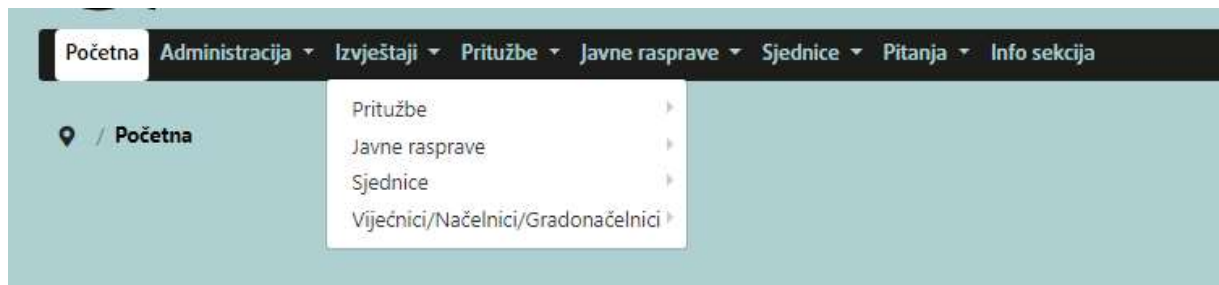 Početna Administracija Izvještaji Pritužbe Javne rasprave Sjednice Pitanja Info sekcija
/ Početna
Pritužbe
Javne rasprave
Sjednice
Vijećnici/Načelnici/Gradonačelnici